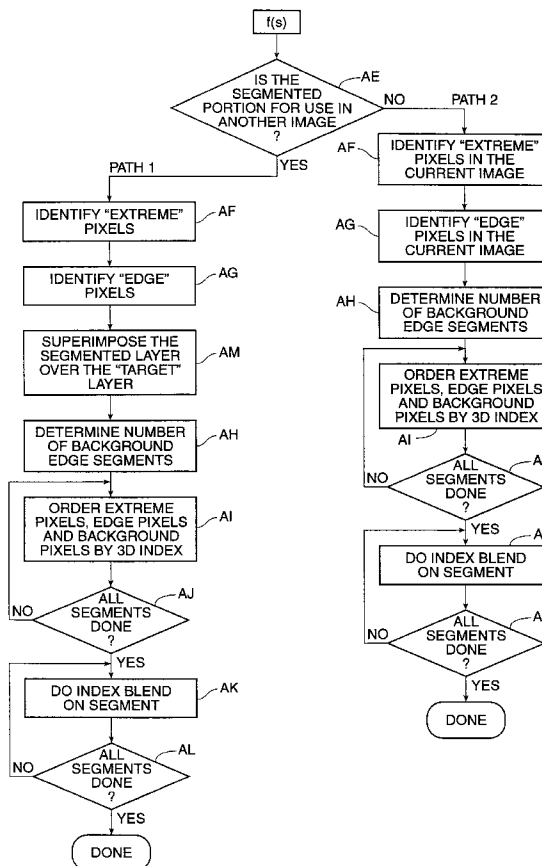 f(s)
AE
IS THE
SEGMENTED
PORTION FOR USE IN
ANOTHER IMAGE
?
NO
PATH 2
YES
PATH 1
IDENTIFY "EXTREME"
PIXELS
AF
IDENTIFY "EDGE"
PIXELS
AG
SUPERIMPOSE THE
SEGMENTED LAYER
OVER THE "TARGET"
LAYER
AM
DETERMINE NUMBER
OF BACKGROUND
EDGE SEGMENTS
AH
ORDER EXTREME
PIXELS, EDGE PIXELS
AND BACKGROUND
PIXELS BY 3D INDEX
AI
ALL
SEGMENTS
DONE
?
AJ
NO
YES
DO INDEX BLEND
ON SEGMENT
AK
ALL
SEGMENTS
DONE
?
AL
NO
YES
DONE
AF
IDENTIFY "EXTREME"
PIXELS IN THE
CURRENT IMAGE
AG
IDENTIFY "EDGE"
PIXELS IN THE
CURRENT IMAGE
AH
DETERMINE NUMBER
OF BACKGROUND
EDGE SEGMENTS
ORDER EXTREME
PIXELS, EDGE PIXELS
AND BACKGROUND
PIXELS BY 3D INDEX
AI
ALL
SEGMENTS
DONE
?
A
NO
YES
DO INDEX BLEND
ON SEGMENT
A
ALL
SEGMENTS
DONE
?
A
NO
YES
DONE